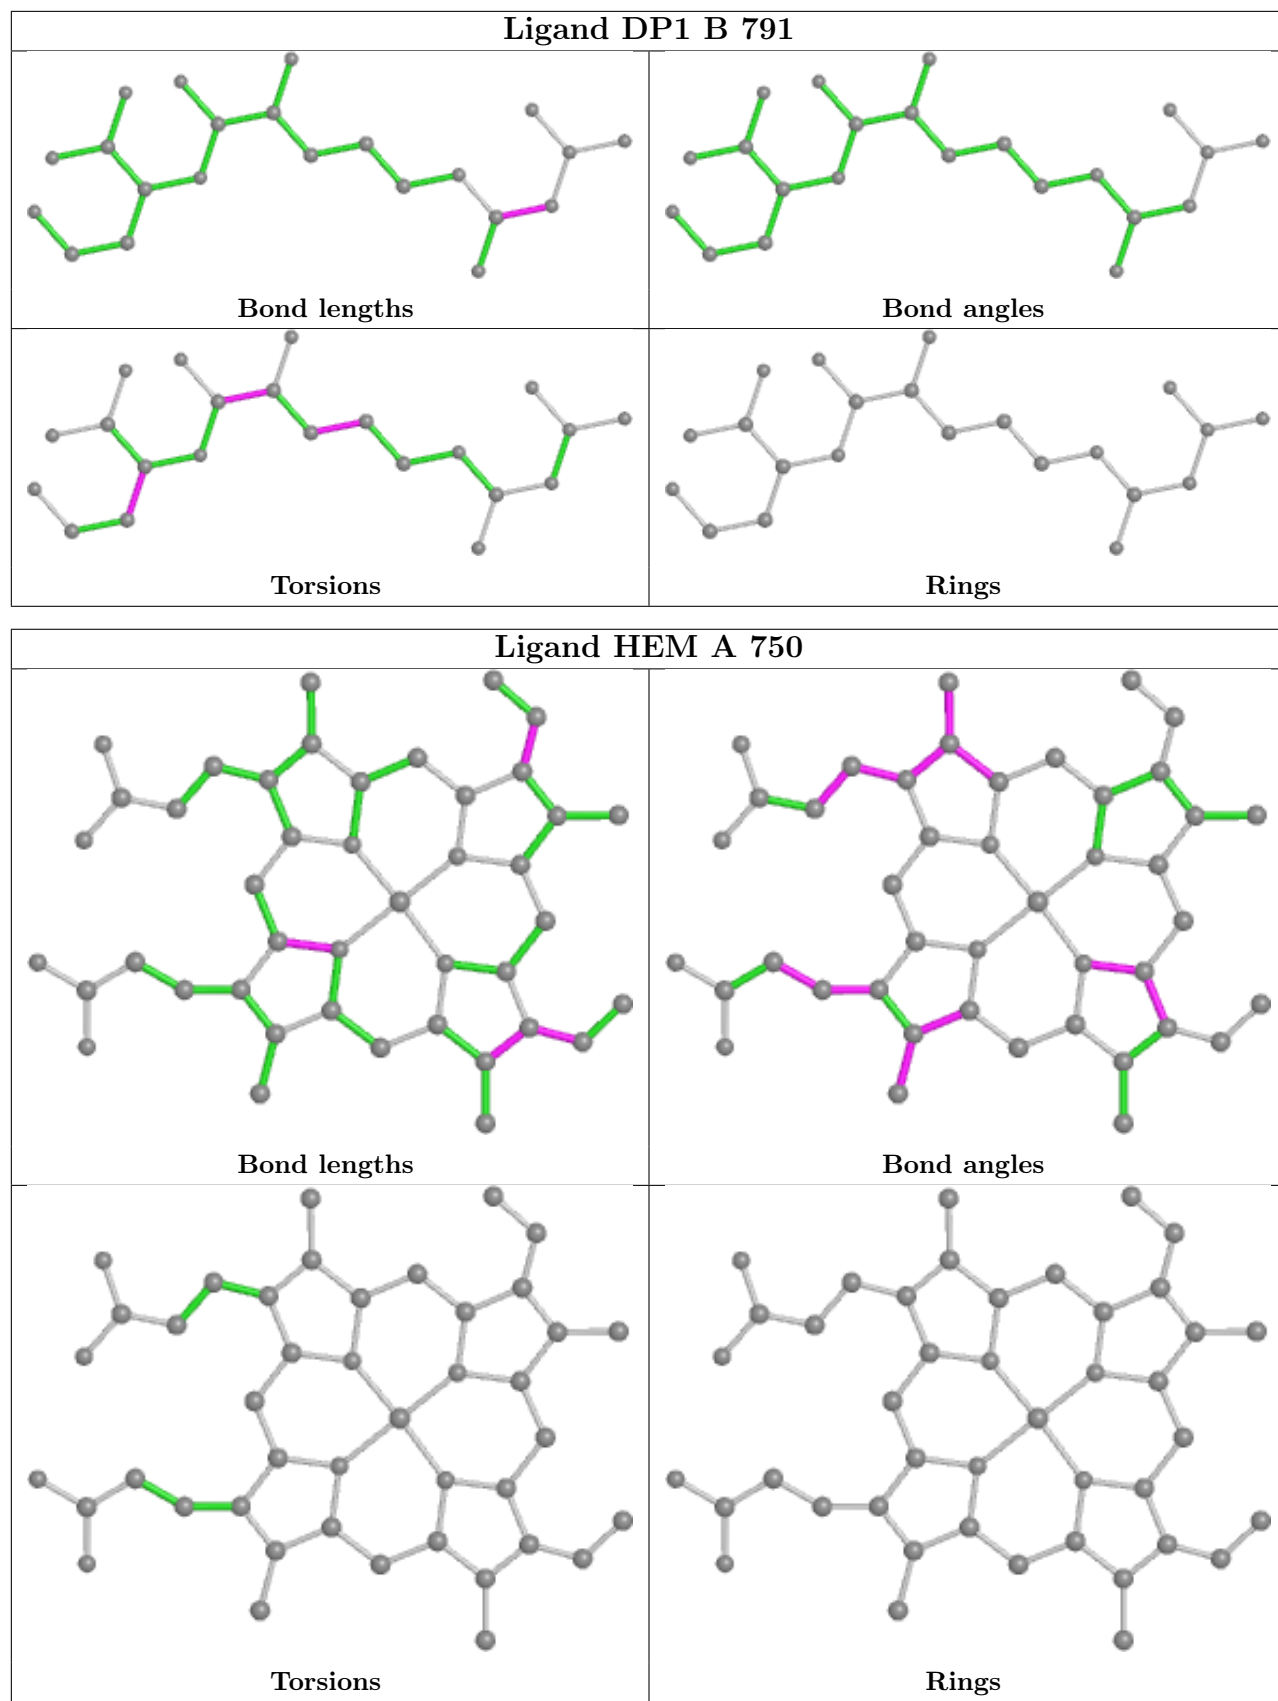 Ligand DP1 B 791
Bond lengths
Bond angles
Torsions
Rings
Ligand HEM A 750
Bond lengths
Bond angles
Torsions
Rings